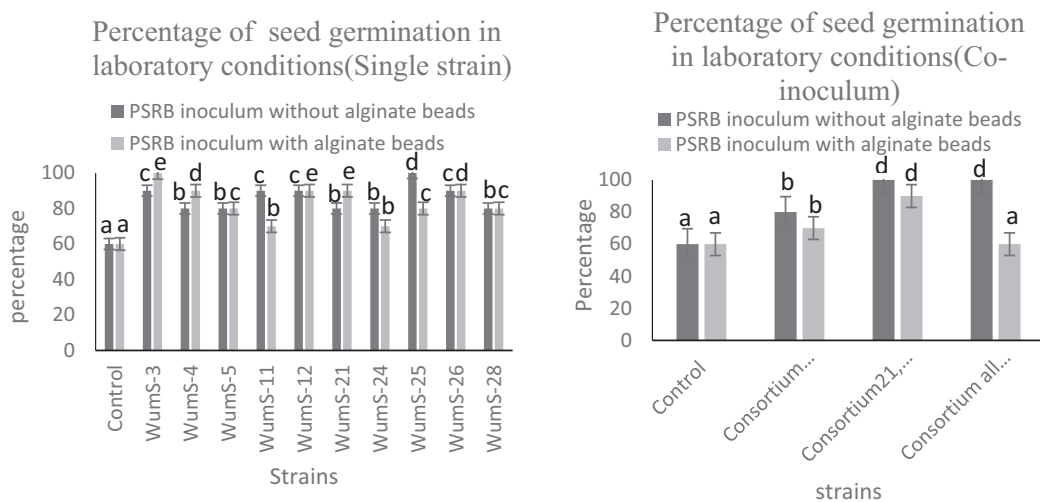 Percentage of seed germination in
laboratory conditions(Single strain)
PSRB inoculum without alginate beads
PSRB inoculum with alginate beads
percentage
100
80
60
40
20
0
a a c e b d b c c b c e b d b c d c c d b c
Control
WumS-3
WumS-4
WumS-5
WumS-11
WumS-12
WumS-21
WumS-24
WumS-25
WumS-26
WumS-28
Strains
Percentage of seed germination
in laboratory conditions(Co-
inoculum)
PSRB inoculum without alginate beads
PSRB inoculum with alginate beads
Percentage
100
80
60
40
20
0
a a b b d d d a
Control
Consortium...
Consortium21,...
Consortium all...
strains